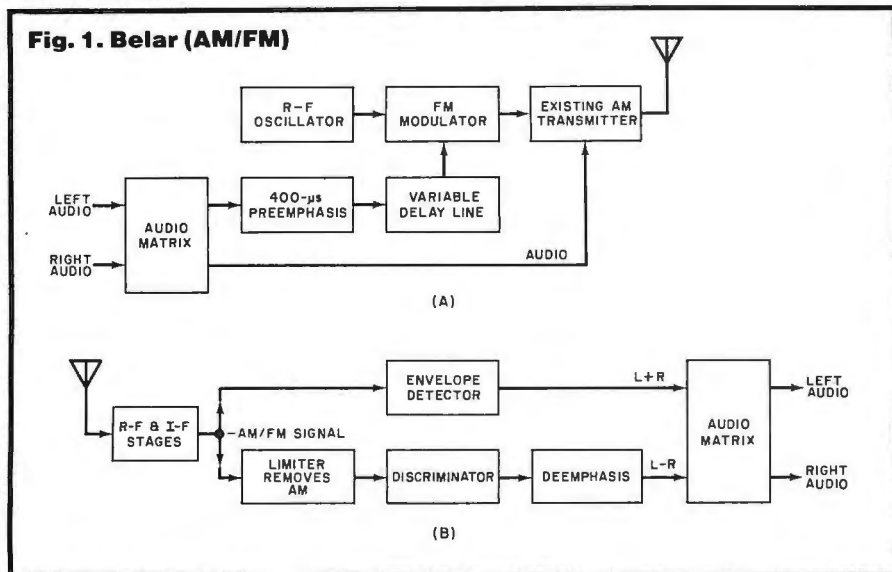 Fig. 1. Belar (AM/FM)
R-F
OSCILLATOR
FM
MODULATOR
EXISTING AM
TRANSMITTER
LEFT
AUDIO
RIGHT
AUDIO
AUDIO
MATRIX
400-μs
PREEMPHASIS
VARIABLE
DELAY LINE
AUDIO
(A)
R-F & I-F
STAGES
AM/FM SIGNAL
ENVELOPE
DETECTOR
L+R
LIMITER
REMOVES
AM
DISCRIMINATOR
DEEMPHASIS
L-R
AUDIO
MATRIX
LEFT
AUDIO
RIGHT
AUDIO
(B)